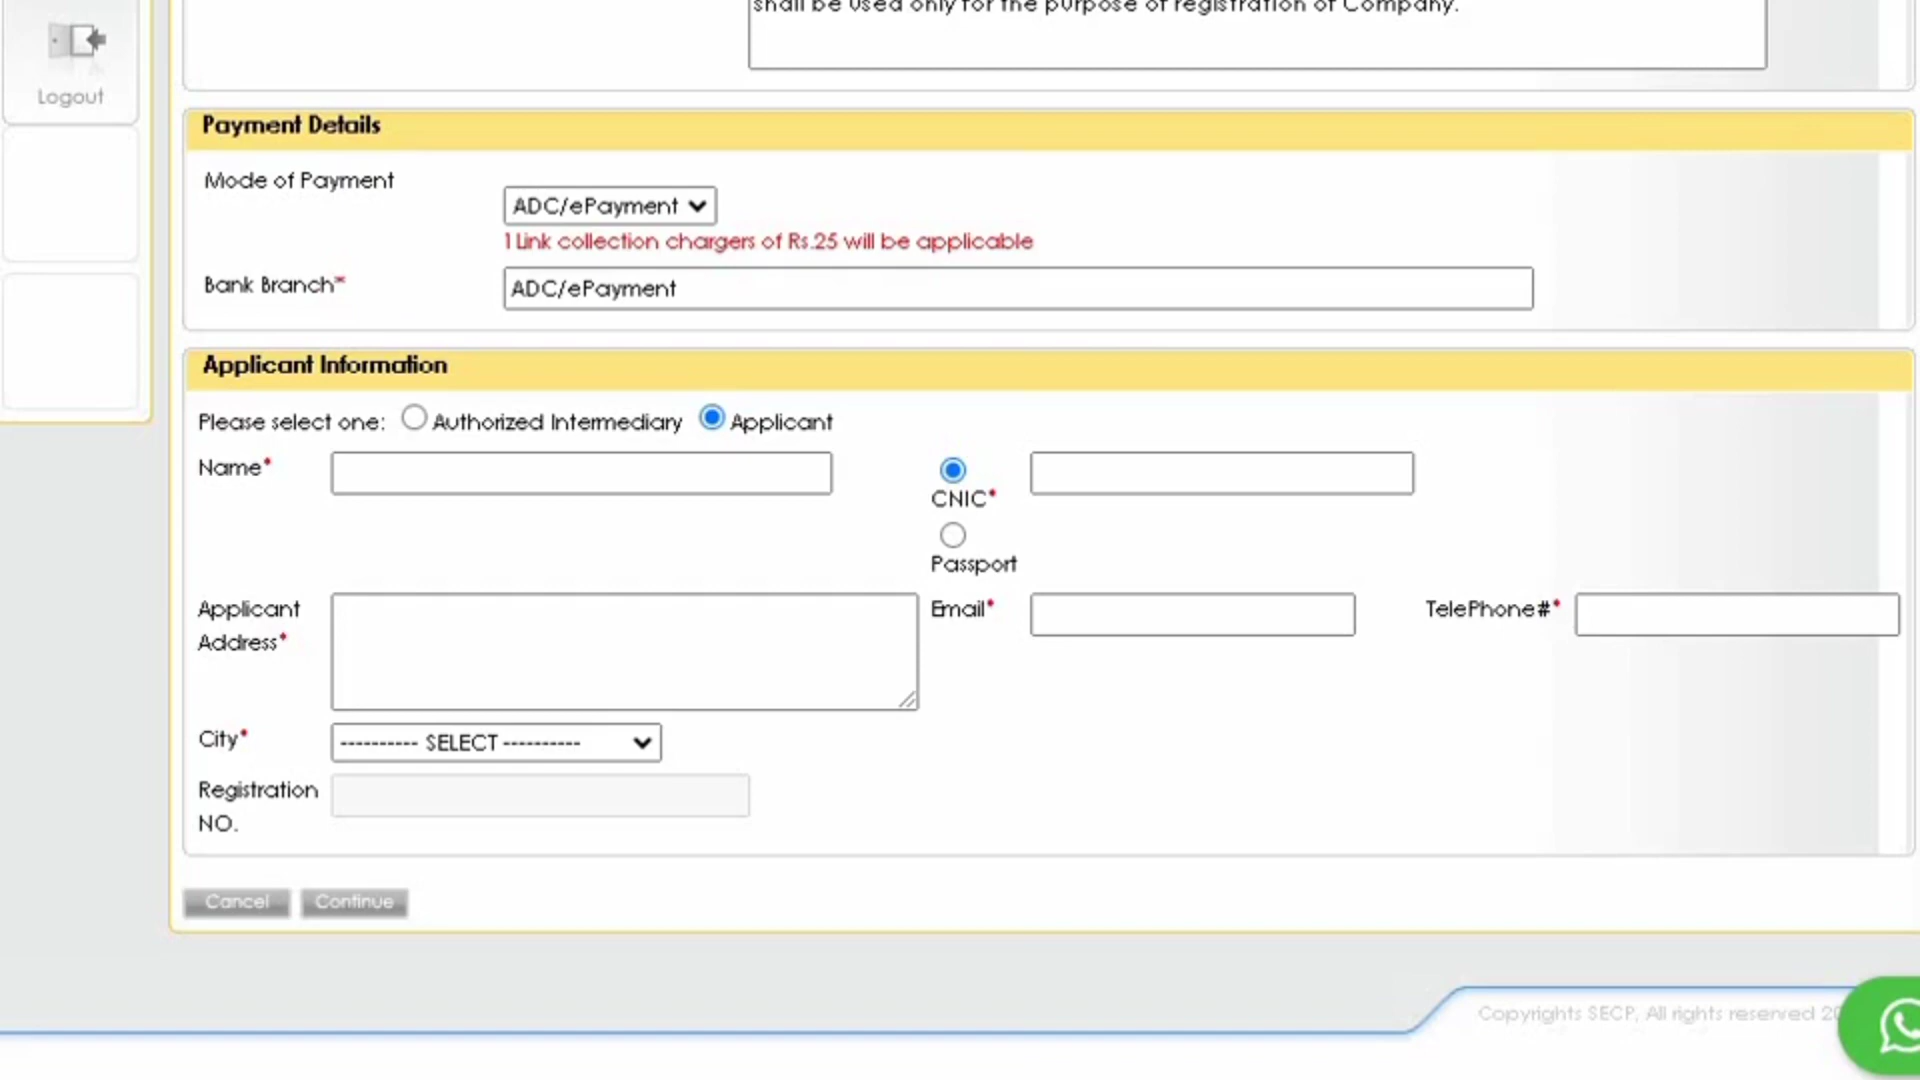 shall be used only for the purpose of registration of Company.
Logout
Payment Details
Mode of Payment
ADC/ePayment
1 Link collection chargers of Rs.25 will be applicable
Bank Branch*
ADC/ePayment
Applicant Information
Please select one: Authorized Intermediary Applicant
Name*
CNIC*
Passport
Applicant Address*
Email*
TelePhone#*
City*
---------- SELECT ----------
Registration NO.
Cancel Continue
Copyrights SECP, All rights reserved